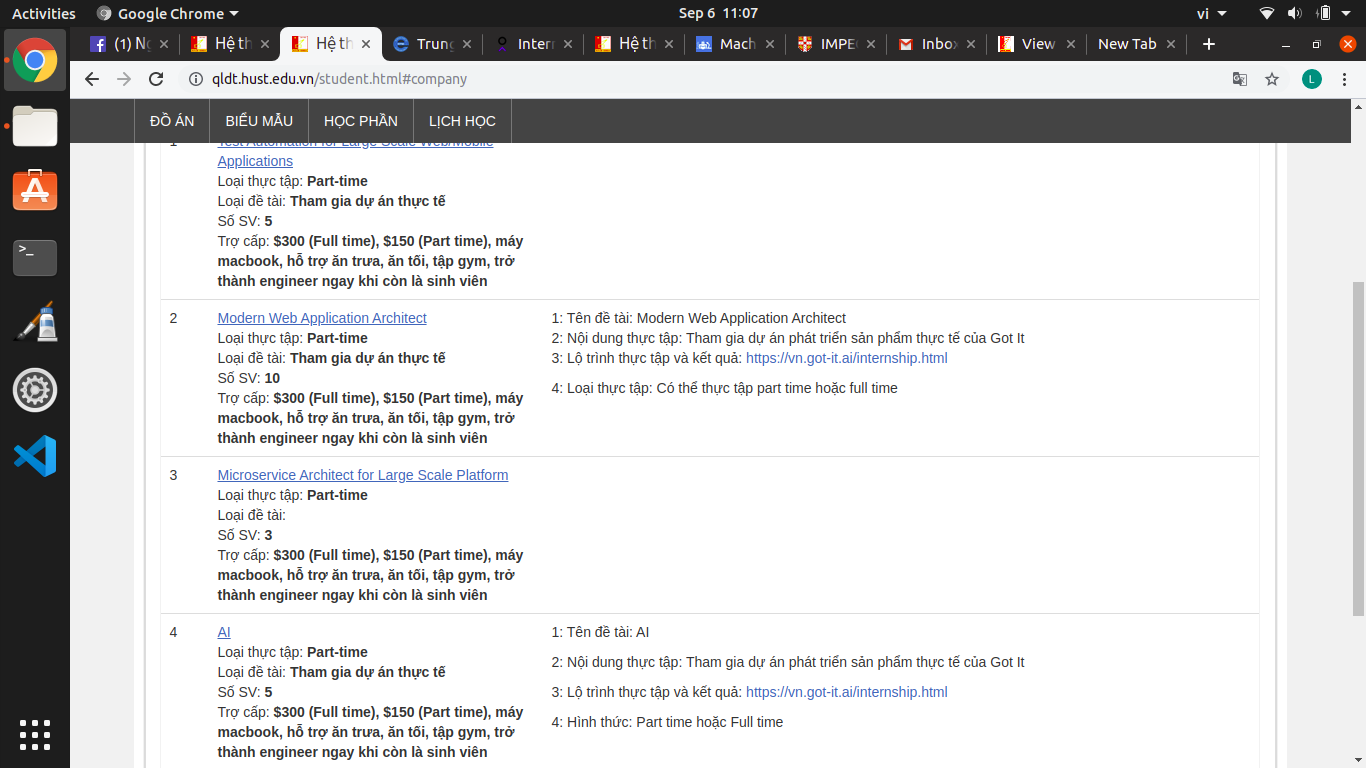 Activities
Google Chrome
Sep 6 11:07
vi
(1) Ng
Hệ th
Hệ th
Trung
Intern
Hệ th
Mach
IMPE
Inbox
View
New Tab
qldt.hust.edu.vn/student.html#company
L
ĐỒ ÁN
BIỂU MẪU
HỌC PHẦN
LỊCH HỌC
1
Test Automation for Large Scale Web/Mobile
Applications
Loại thực tập: Part-time
Loại đề tài: Tham gia dự án thực tế
Số SV: 5
Trợ cấp: $300 (Full time), $150 (Part time), máy
macbook, hỗ trợ ăn trưa, ăn tối, tập gym, trở
thành engineer ngay khi còn là sinh viên
2
Modern Web Application Architect
Loại thực tập: Part-time
Loại đề tài: Tham gia dự án thực tế
Số SV: 10
Trợ cấp: $300 (Full time), $150 (Part time), máy
macbook, hỗ trợ ăn trưa, ăn tối, tập gym, trở
thành engineer ngay khi còn là sinh viên
1: Tên đề tài: Modern Web Application Architect
2: Nội dung thực tập: Tham gia dự án phát triển sản phẩm thực tế của Got It
3: Lộ trình thực tập và kết quả: https://vn.got-it.ai/internship.html
4: Loại thực tập: Có thể thực tập part time hoặc full time
3
Microservice Architect for Large Scale Platform
Loại thực tập: Part-time
Loại đề tài:
Số SV: 3
Trợ cấp: $300 (Full time), $150 (Part time), máy
macbook, hỗ trợ ăn trưa, ăn tối, tập gym, trở
thành engineer ngay khi còn là sinh viên
4
AI
Loại thực tập: Part-time
Loại đề tài: Tham gia dự án thực tế
Số SV: 5
Trợ cấp: $300 (Full time), $150 (Part time), máy
macbook, hỗ trợ ăn trưa, ăn tối, tập gym, trở
thành engineer ngay khi còn là sinh viên
1: Tên đề tài: AI
2: Nội dung thực tập: Tham gia dự án phát triển sản phẩm thực tế của Got It
3: Lộ trình thực tập và kết quả: https://vn.got-it.ai/internship.html
4: Hình thức: Part time hoặc Full time